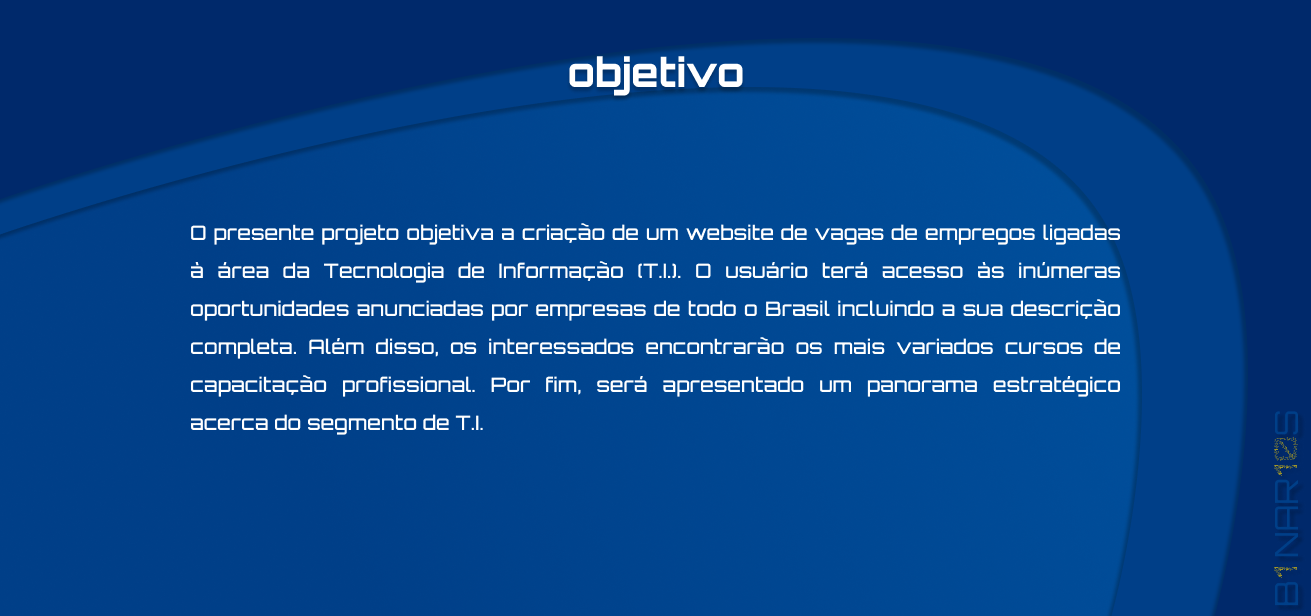 objetivo
O presente projeto objetiva a criação de um website de vagas de empregos ligadas
à área da Tecnologia de Informação (T.I.). O usuário terá acesso às inúmeras
oportunidades anunciadas por empresas de todo o Brasil incluindo a sua descrição
completa. Além disso, os interessados encontrarão os mais variados cursos de
capacitação profissional. Por fim, será apresentado um panorama estratégico
acerca do segmento de T.I.
B1NAR10S